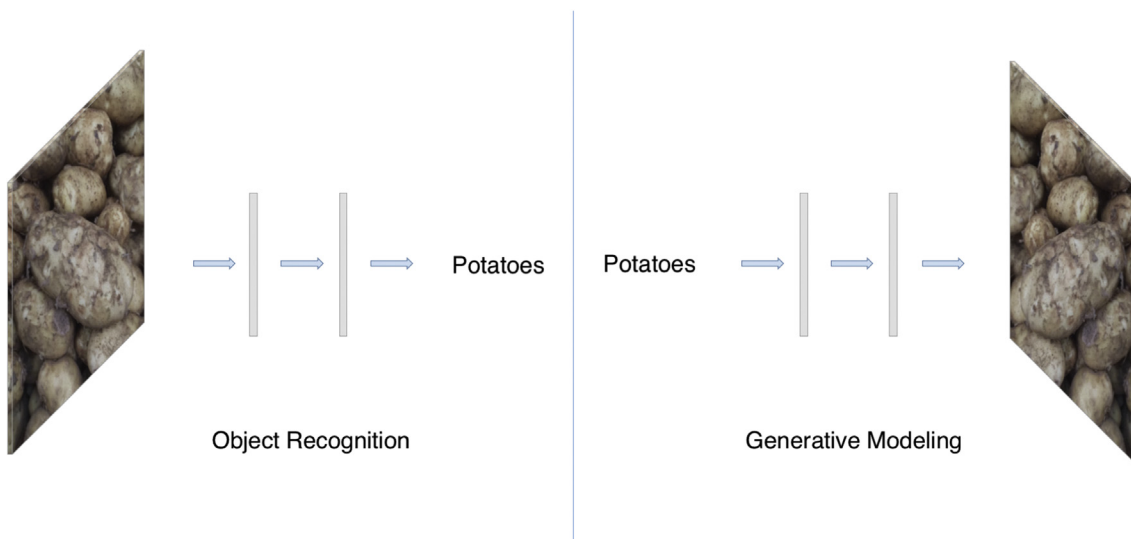 Potatoes
Object Recognition
Potatoes
Generative Modeling